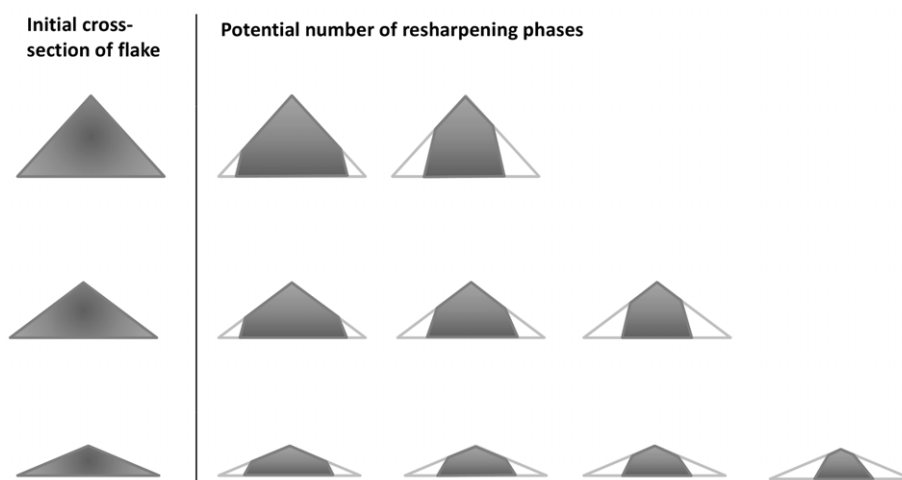 Initial cross-
section of flake
Potential number of resharpening phases